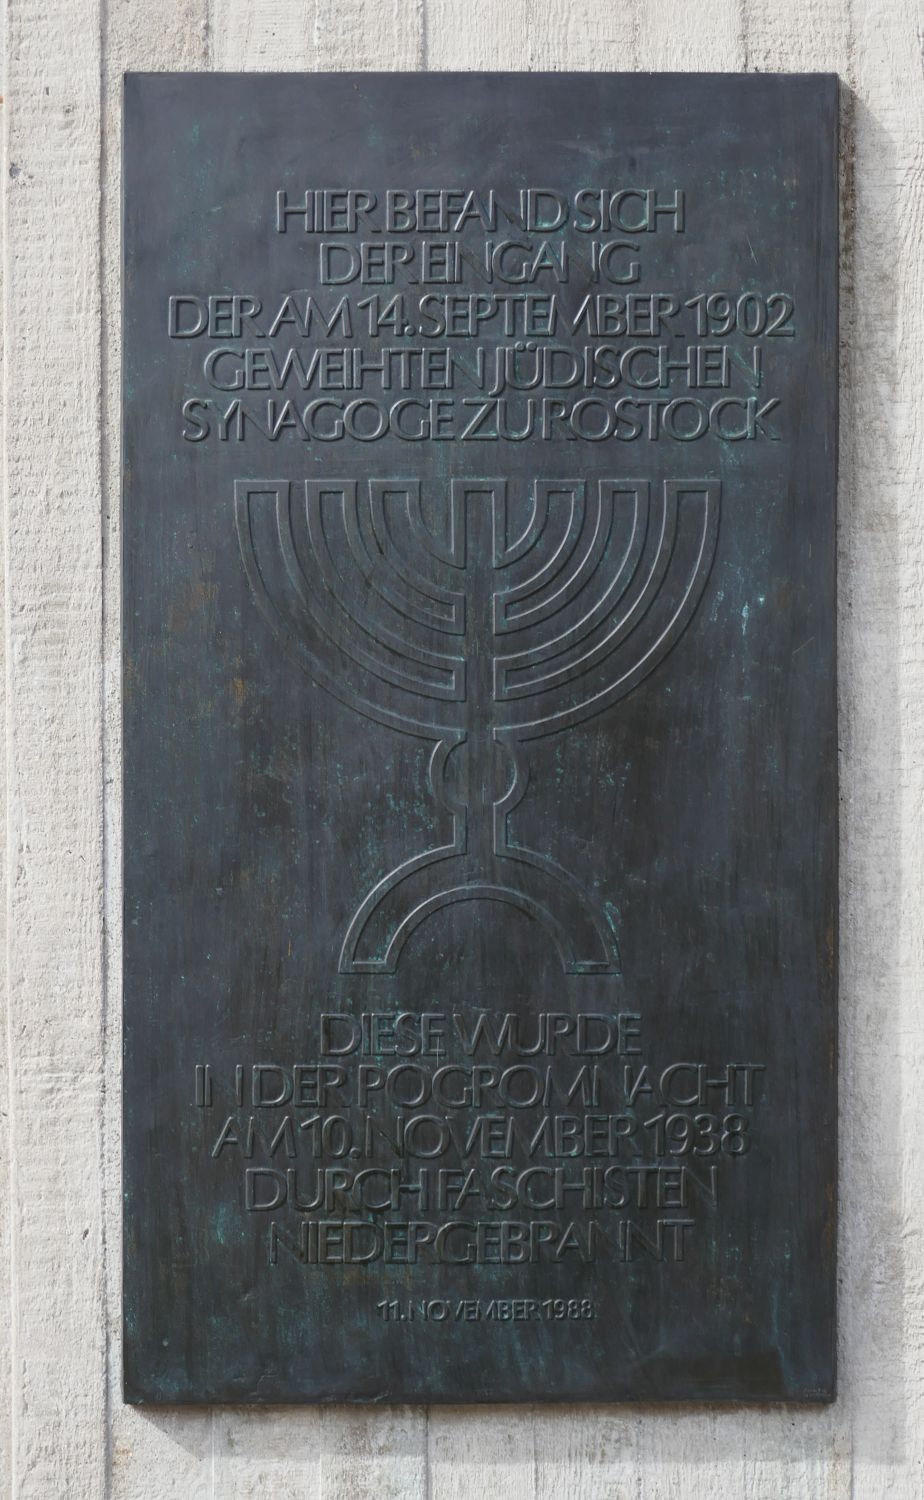 HIER BEFAND SICH
DER EINGANG
DER AM 14. SEPTEMBER 1902
GEWEIHTEN JÜDISCHEN
SYNAGOGE ZU ROSTOCK
DIESE WURDE
IN DER POGROMNACHT
AM 10. NOVEMBER 1938
DURCH FASCHISTEN
NIEDERGEBRANNT
11. NOVEMBER 1988